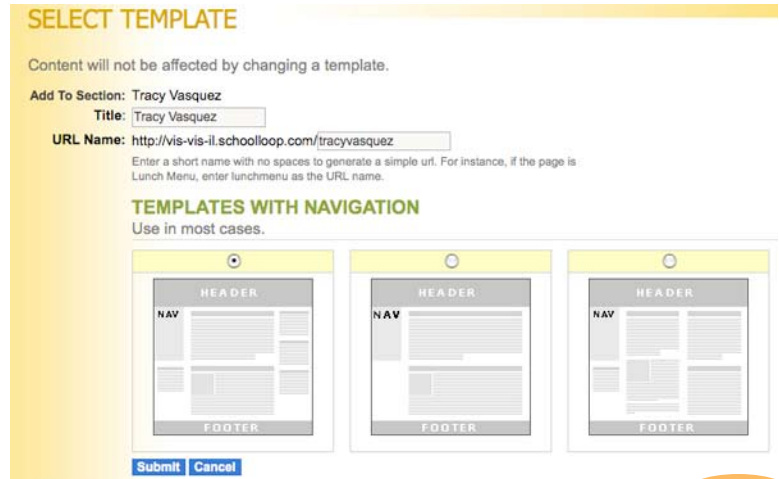 SELECT TEMPLATE
Content will not be affected by changing a template.
Add To Section: Tracy Vasquez
Title: Tracy Vasquez
URL Name: http://vis-vis-il.schoolloop.com/tracyvasquez
Enter a short name with no spaces to generate a simple url. For instance, if the page is
Lunch Menu, enter lunchmenu as the URL name.
TEMPLATES WITH NAVIGATION
Use in most cases.
HEADER HEADER HEADER
NAV NAV NAV
FOOTER FOOTER FOOTER
Submit Cancel